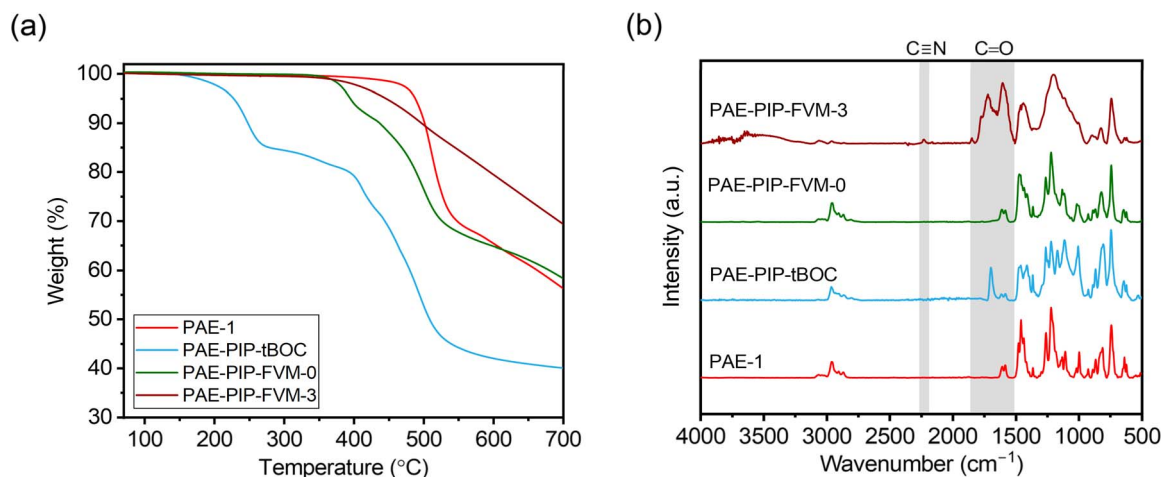 (a)
100
90
80
70
60
50
40
30
Weight (%)
PAE-1
PAE-PIP-tBOC
PAE-PIP-FVM-0
PAE-PIP-FVM-3
100 200 300 400 500 600 700
Temperature (°C)
(b)
C≡N C=O
PAE-PIP-FVM-3
PAE-PIP-FVM-0
PAE-PIP-tBOC
PAE-1
Intensity (a.u.)
4000 3500 3000 2500 2000 1500 1000 500
Wavenumber (cm⁻¹)